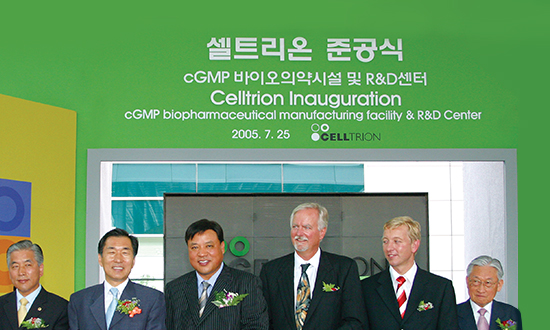 셀트리온 준공식
cGMP 바이오의약시설 및 R&D센터
Celltrion Inauguration
cGMP biopharmaceutical manufacturing facility & R&D Center
2005. 7. 25 CELLTRION